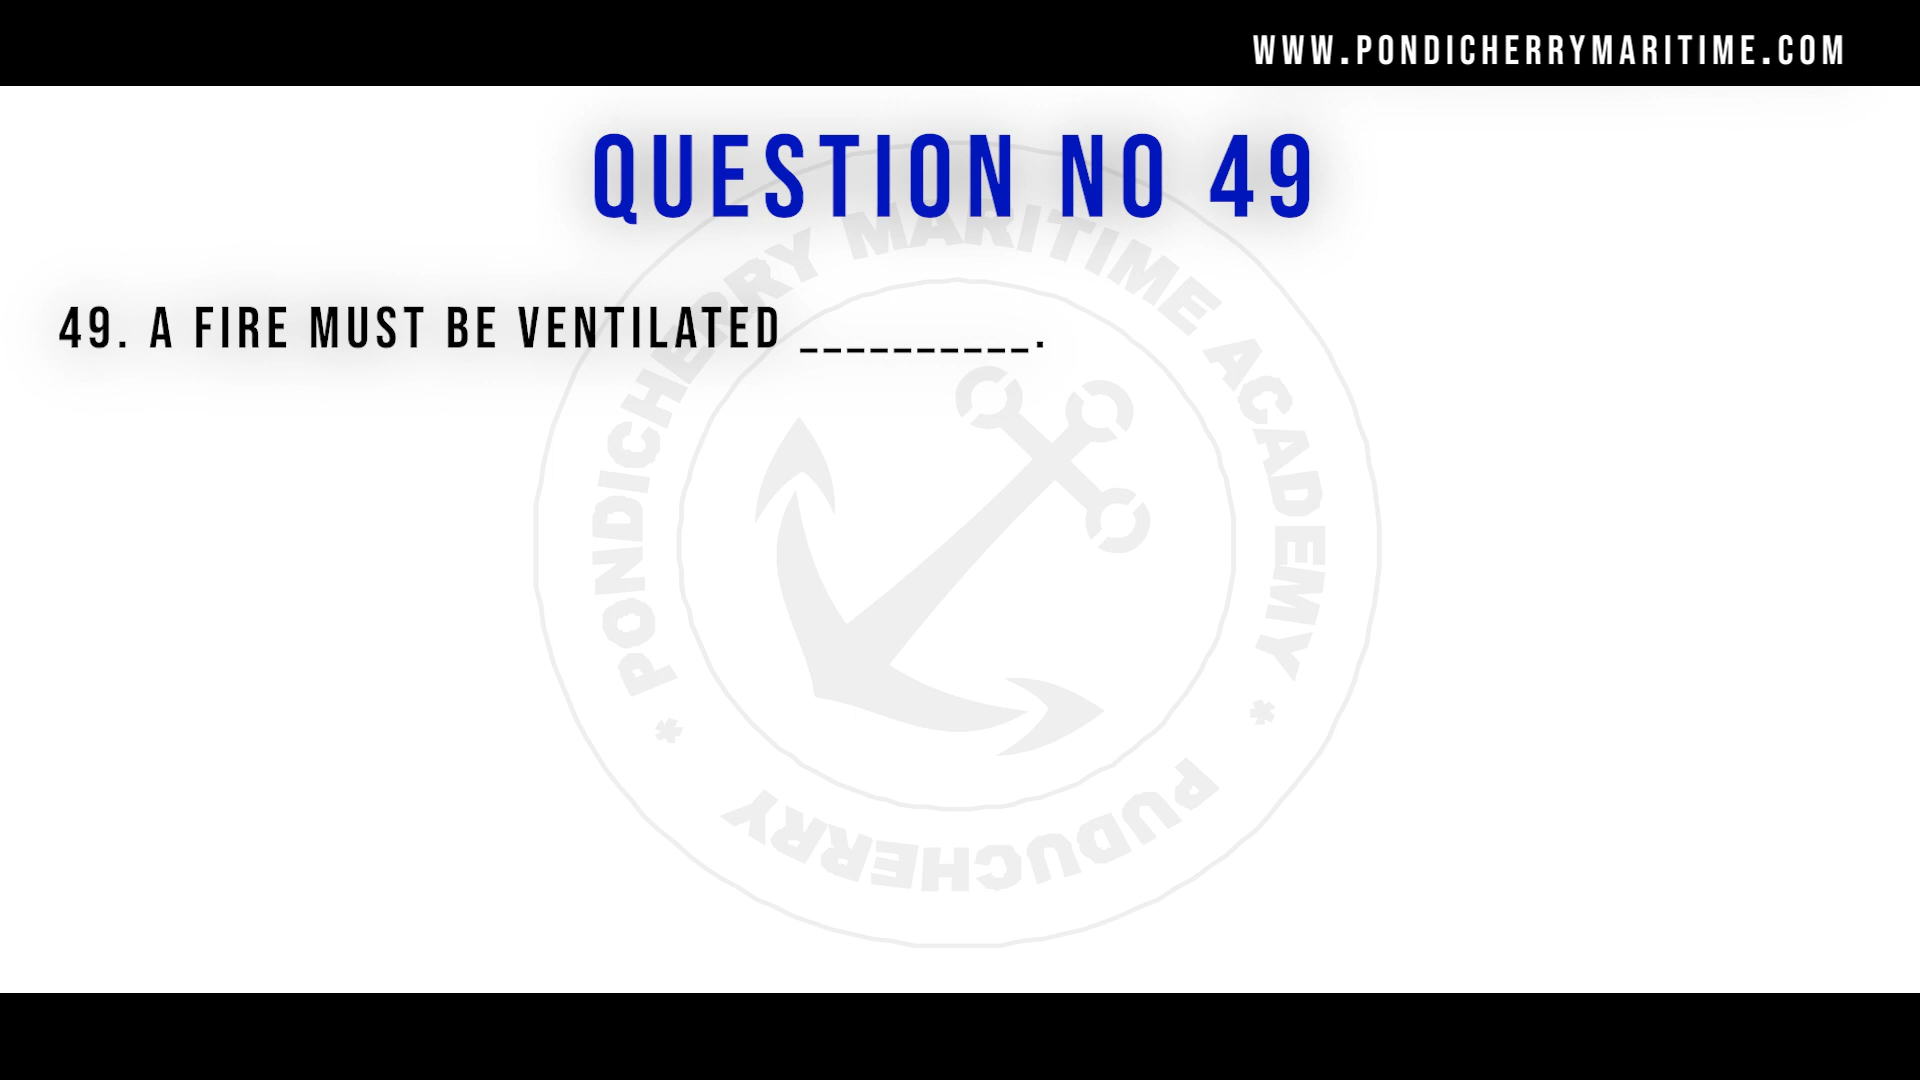 WWW.PONDICHERRYMARITIME.COM
QUESTION NO 49
49. A FIRE MUST BE VENTILATED __________.
PONDICHERRY MARITIME ACADEMY
* PUDUCHERRY *